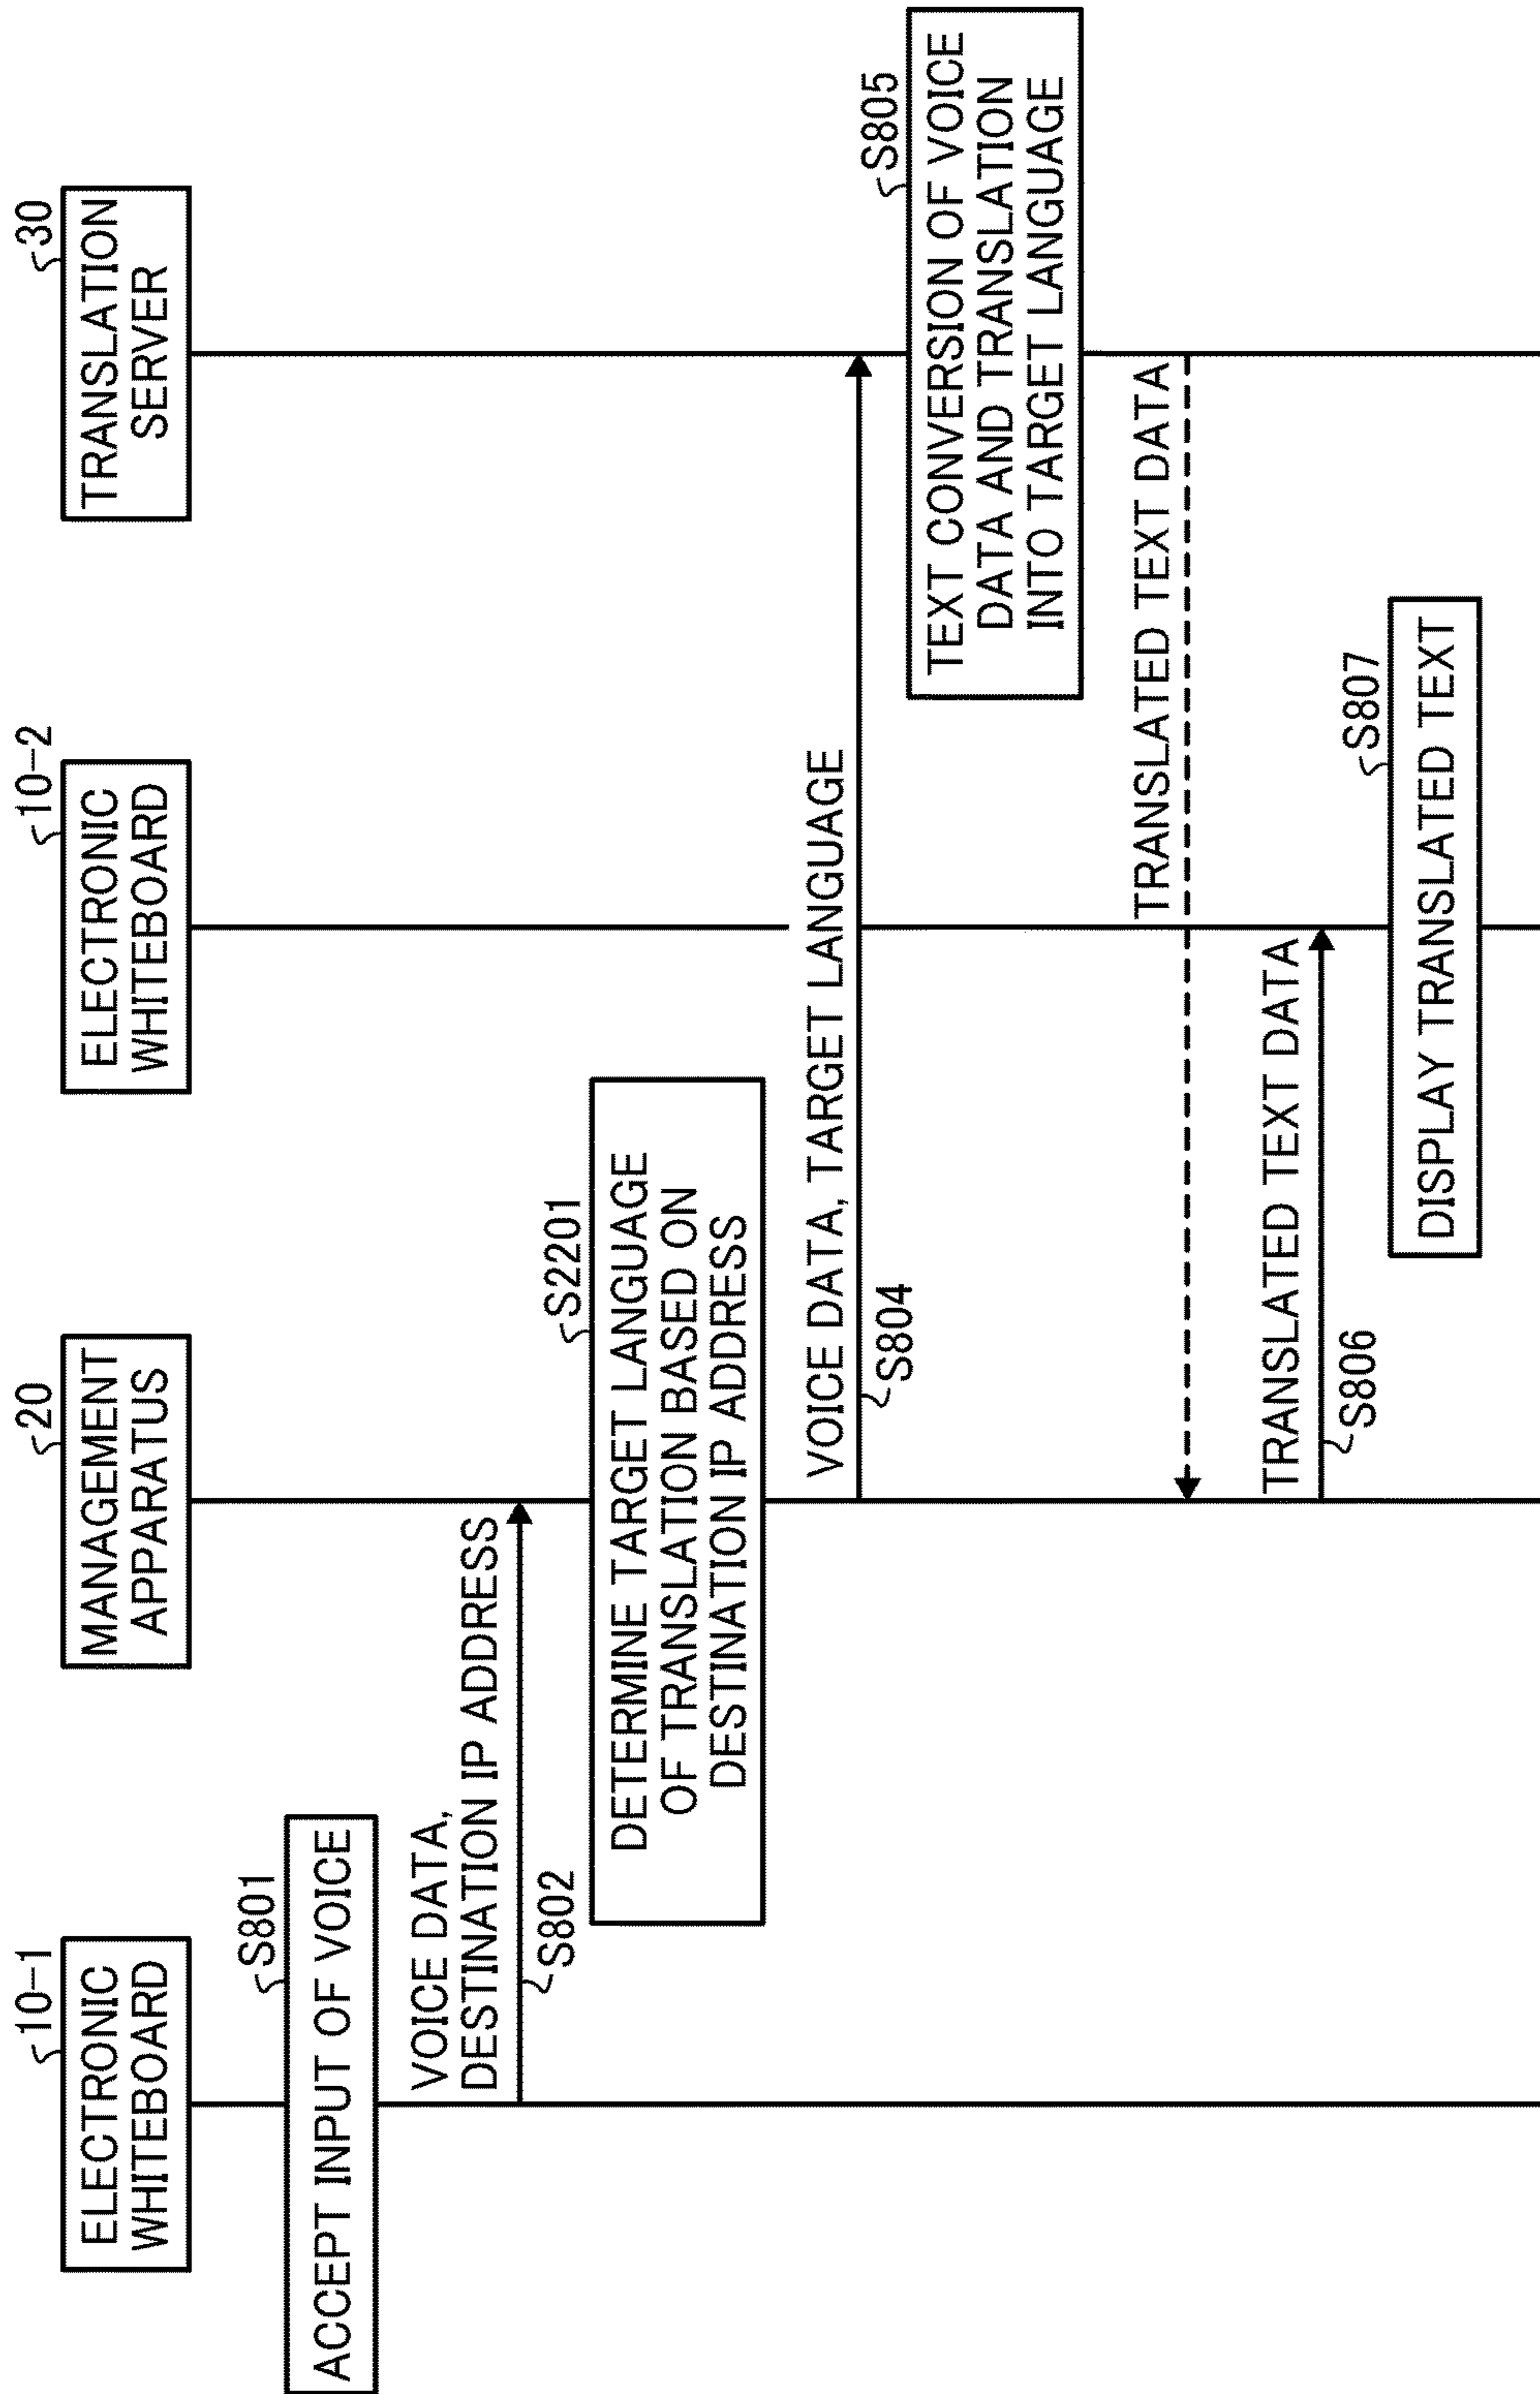 10-1
ELECTRONIC
WHITEBOARD
20
MANAGEMENT
APPARATUS
10-2
ELECTRONIC
WHITEBOARD
30
TRANSLATION
SERVER
S801
ACCEPT INPUT OF VOICE
VOICE DATA,
DESTINATION IP ADDRESS
S802
S2201
DETERMINE TARGET LANGUAGE
OF TRANSLATION BASED ON
DESTINATION IP ADDRESS
VOICE DATA, TARGET LANGUAGE
S804
S805
TEXT CONVERSION OF VOICE
DATA AND TRANSLATION
INTO TARGET LANGUAGE
TRANSLATED TEXT DATA
TRANSLATED TEXT DATA
S806
S807
DISPLAY TRANSLATED TEXT